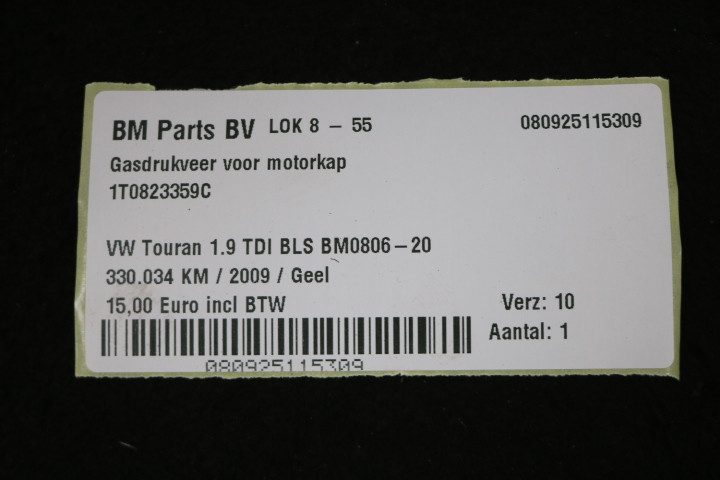 BM Parts BV LOK 8 – 55 080925115309
Gasdrukveer voor motorkap
1T0823359C
VW Touran 1.9 TDI BLS BM0806–20
330.034 KM / 2009 / Geel
15,00 Euro incl BTW Verz: 10
Aantal: 1
080925115309